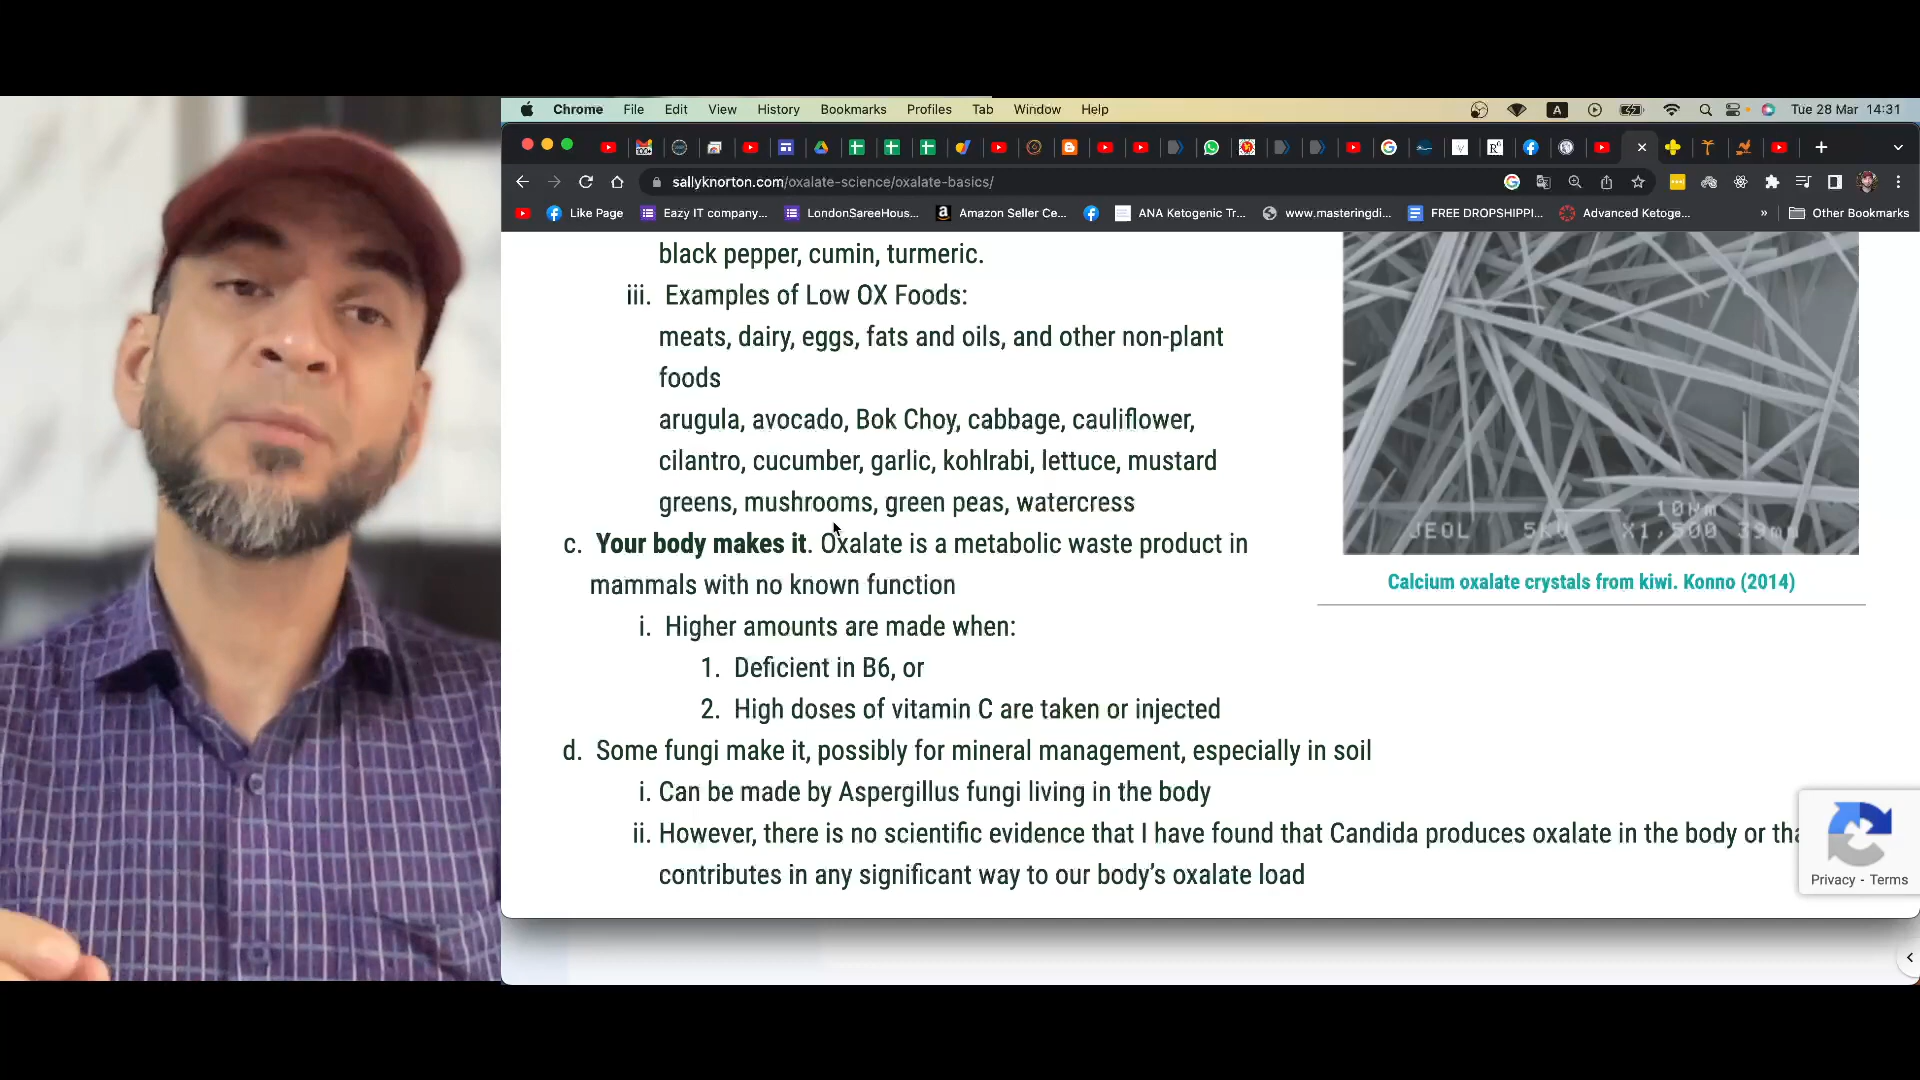 Chrome File Edit View History Bookmarks Profiles Tab Window Help A Tue 28 Mar 14:31
sallyknorton.com/oxalate-science/oxalate-basics/
Like Page Eazy IT company... LondonSareeHous... Amazon Seller Ce... ANA Ketogenic Tr... www.masteringdi... FREE DROPSHIPPI... Advanced Ketoge... » Other Bookmarks
black pepper, cumin, turmeric.
iii. Examples of Low OX Foods:
meats, dairy, eggs, fats and oils, and other non-plant
foods
arugula, avocado, Bok Choy, cabbage, cauliflower,
cilantro, cucumber, garlic, kohlrabi, lettuce, mustard
greens, mushrooms, green peas, watercress
JEOL 5KV X1,500 10µm 39mm
c. Your body makes it. Oxalate is a metabolic waste product in
mammals with no known function
Calcium oxalate crystals from kiwi. Konno (2014)
i. Higher amounts are made when:
1. Deficient in B6, or
2. High doses of vitamin C are taken or injected
d. Some fungi make it, possibly for mineral management, especially in soil
i. Can be made by Aspergillus fungi living in the body
ii. However, there is no scientific evidence that I have found that Candida produces oxalate in the body or
contributes in any significant way to our body's oxalate load
Privacy - Terms